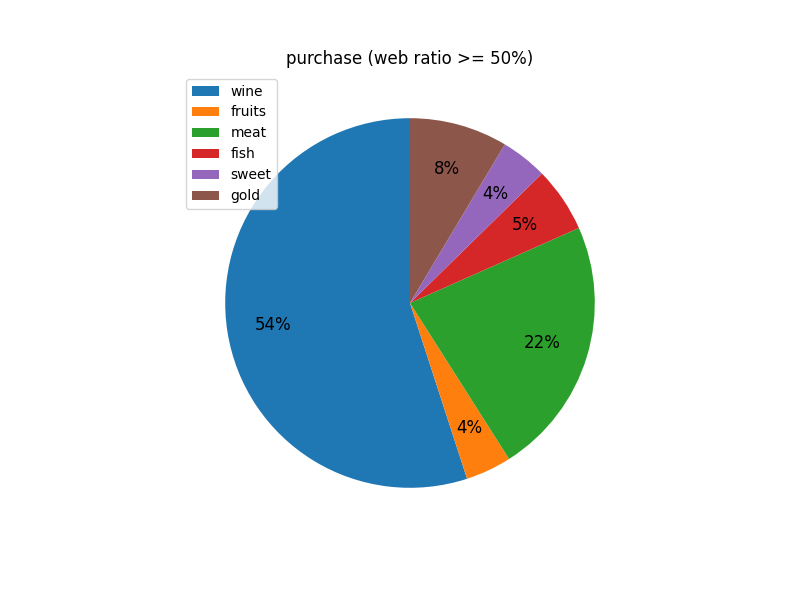 purchase (web ratio >= 50%)
wine
fruits
meat
fish
sweet
gold
8%
4%
5%
54%
22%
4%